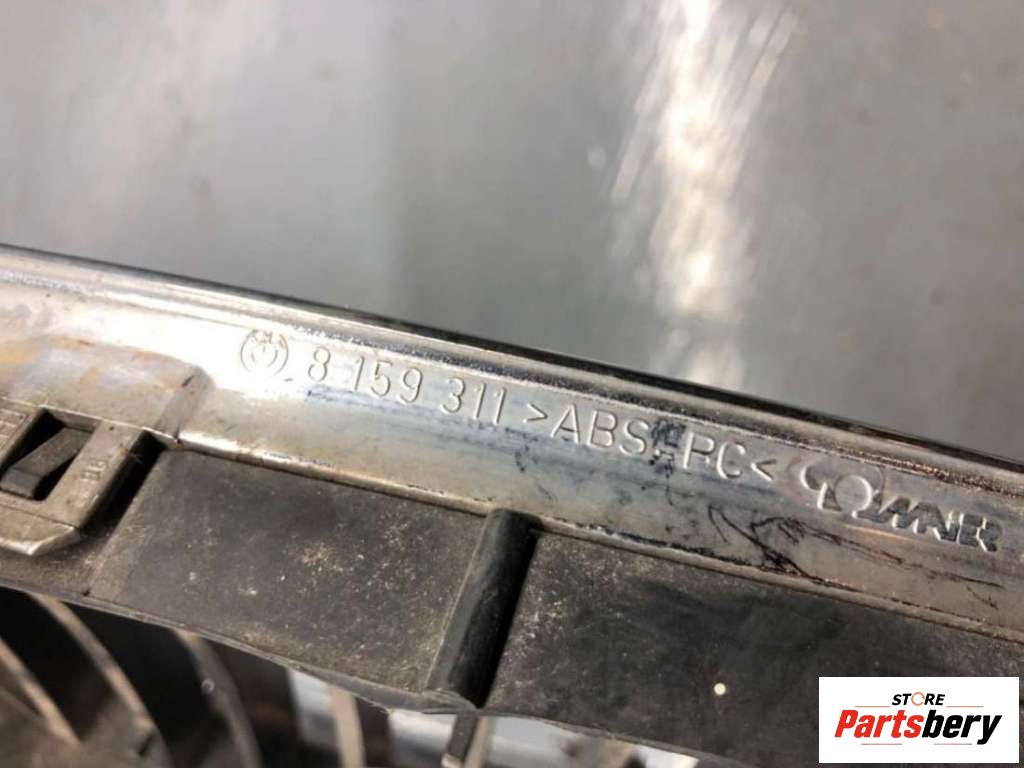 8 159 311 >ABS-PC<
STORE
Partsbery